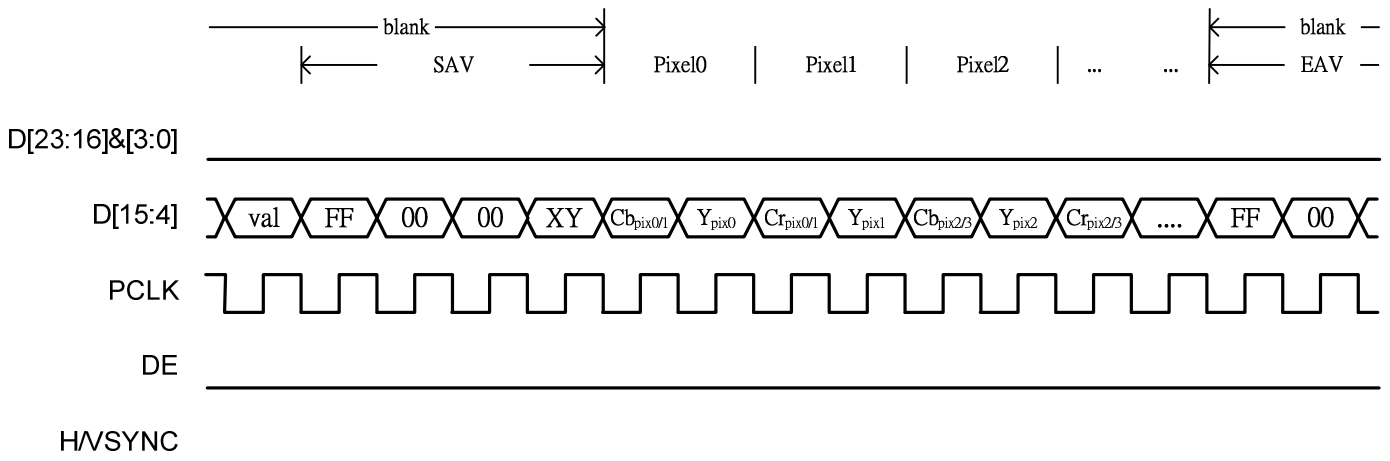 blank blank
SAV Pixel0 Pixel1 Pixel2 ... ... EAV
D[23:16]&[3:0]
D[15:4] val FF 00 00 XY Cbpix0/1 Ypix0 Crpix0/1 Ypix1 Cbpix2/3 Ypix2 Crpix2/3 .... FF 00
PCLK
DE
H/VSYNC